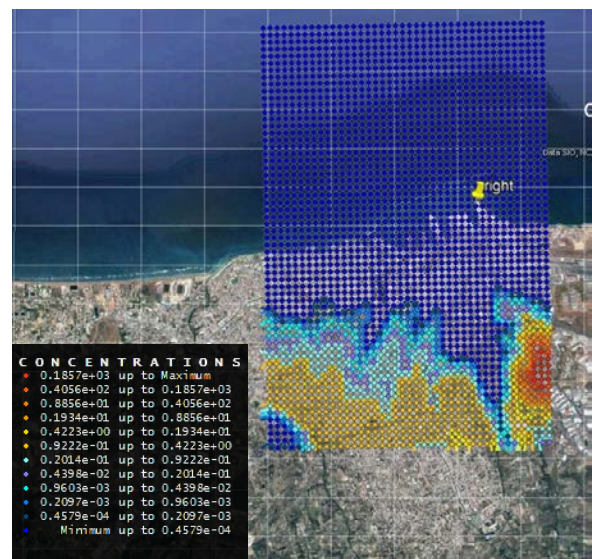 G
Data SIO, NC
right
C O N C E N T R A T I O N S
0.1857e+03 up to Maximum
0.4056e+02 up to 0.1857e+03
0.8856e+01 up to 0.4056e+02
0.1934e+01 up to 0.8856e+01
0.4223e+00 up to 0.1934e+01
0.9222e-01 up to 0.4223e+00
0.2014e-01 up to 0.9222e-01
0.4398e-02 up to 0.2014e-01
0.9603e-03 up to 0.4398e-02
0.2097e-03 up to 0.9603e-03
0.4579e-04 up to 0.2097e-03
Minimum up to 0.4579e-04